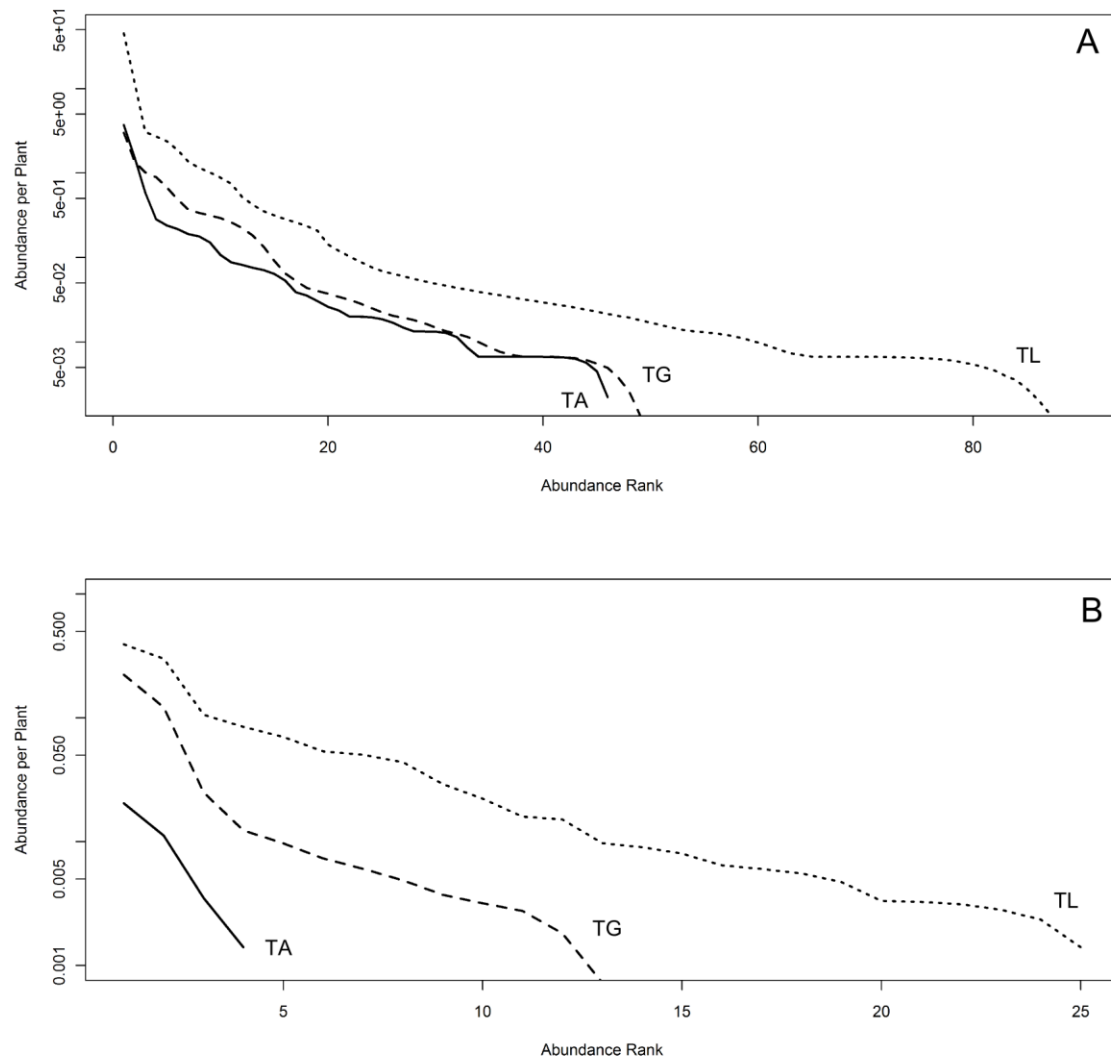 A
Abundance per Plant
5e+01
5e+00
5e-01
5e-02
5e-03
TL
TG
TA
0 20 40 60 80
Abundance Rank
B
Abundance per Plant
0.500
0.050
0.005
0.001
TL
TG
TA
5 10 15 20 25
Abundance Rank